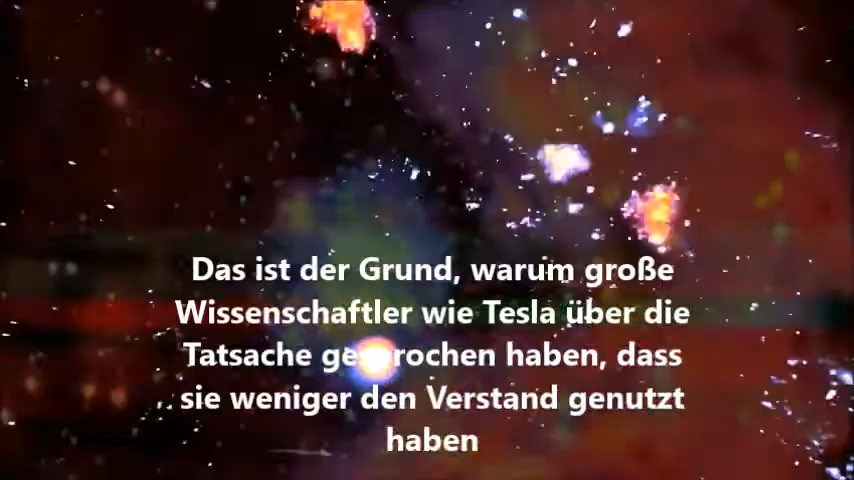 Das ist der Grund, warum große
Wissenschaftler wie Tesla über die
Tatsache gesprochen haben, dass
sie weniger den Verstand genutzt
haben